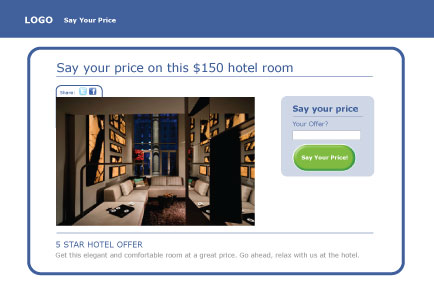 LOGO Say Your Price
Say your price on this $150 hotel room
Share:
Say your price
Your Offer?
Say Your Price!
5 STAR HOTEL OFFER
Get this elegant and comfortable room at a great price. Go ahead, relax with us at the hotel.